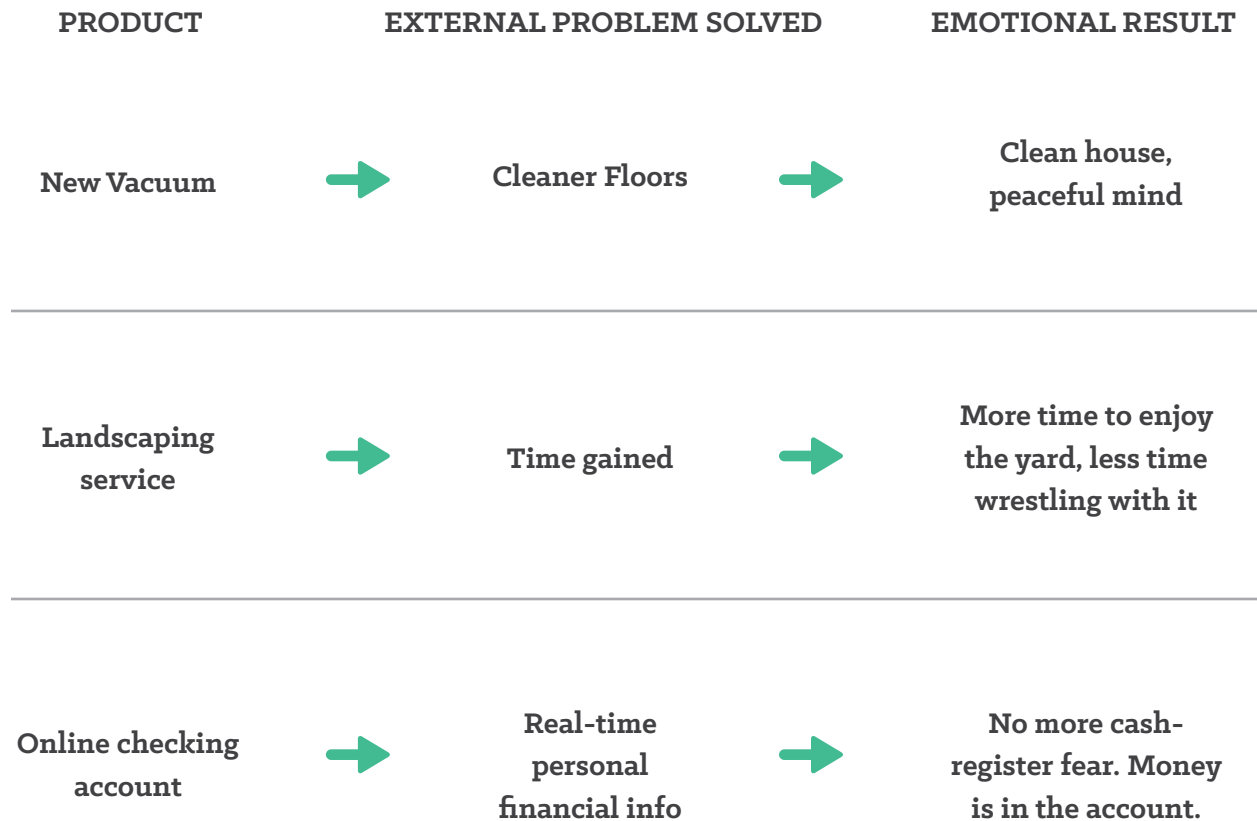 PRODUCT EXTERNAL PROBLEM SOLVED EMOTIONAL RESULT
New Vacuum
Cleaner Floors
Clean house,
peaceful mind
Landscaping
service
Time gained
More time to enjoy
the yard, less time
wrestling with it
Online checking
account
Real-time
personal
financial info
No more cash-
register fear. Money
is in the account.